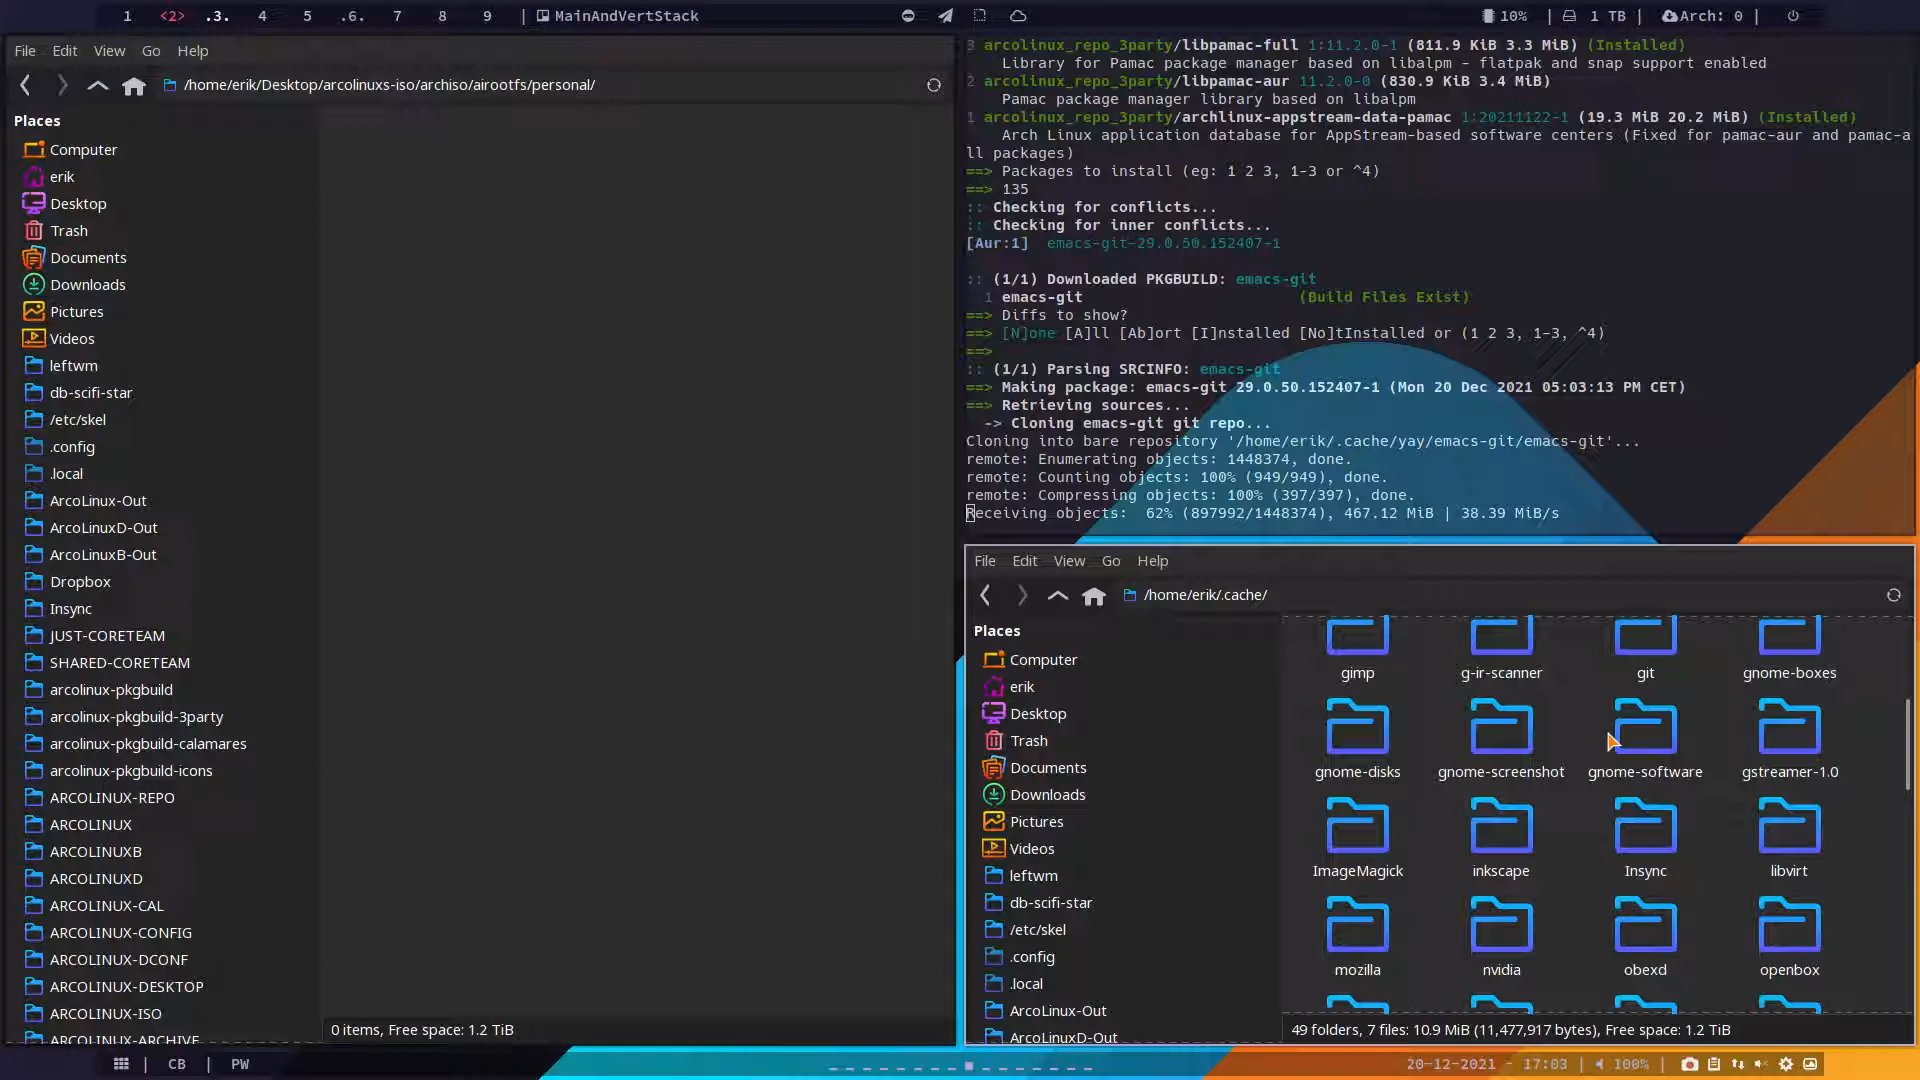 1 <2> .3. 4 5 .6. 7 8 9 | MainAndVertStack
10% | 1 TB | Arch: 0 |
File Edit View Go Help
/home/erik/Desktop/arcolinuxs-iso/archiso/airootfs/personal/
Places
Computer
erik
Desktop
Trash
Documents
Downloads
Pictures
Videos
leftwm
db-scifi-star
/etc/skel
.config
.local
ArcoLinux-Out
ArcoLinuxD-Out
ArcoLinuxB-Out
Dropbox
Insync
JUST-CORETEAM
SHARED-CORETEAM
arcolinux-pkgbuild
arcolinux-pkgbuild-3party
arcolinux-pkgbuild-calamares
arcolinux-pkgbuild-icons
ARCOLINUX-REPO
ARCOLINUX
ARCOLINUXB
ARCOLINUXD
ARCOLINUX-CAL
ARCOLINUX-CONFIG
ARCOLINUX-DCONF
ARCOLINUX-DESKTOP
ARCOLINUX-ISO
ARCOLINUX-ARCHIVE
0 items, Free space: 1.2 TiB
3 arcolinux_repo_3party/libpamac-full 1:11.2.0-1 (811.9 KiB 3.3 MiB) (Installed)
Library for Pamac package manager based on libalpm - flatpak and snap support enabled
2 arcolinux_repo_3party/libpamac-aur 11.2.0-0 (830.9 KiB 3.4 MiB)
Pamac package manager library based on libalpm
1 arcolinux_repo_3party/archlinux-appstream-data-pamac 1:20211122-1 (19.3 MiB 20.2 MiB) (Installed)
Arch Linux application database for AppStream-based software centers (Fixed for pamac-aur and pamac-a
ll packages)
==> Packages to install (eg: 1 2 3, 1-3 or ^4)
==> 135
:: Checking for conflicts...
:: Checking for inner conflicts...
[Aur:1] emacs-git-29.0.50.152407-1
:: (1/1) Downloaded PKGBUILD: emacs-git
1 emacs-git (Build Files Exist)
==> Diffs to show?
==> [N]one [A]ll [Ab]ort [I]nstalled [No]tInstalled or (1 2 3, 1-3, ^4)
==>
:: (1/1) Parsing SRCINFO: emacs-git
==> Making package: emacs-git 29.0.50.152407-1 (Mon 20 Dec 2021 05:03:13 PM CET)
==> Retrieving sources...
-> Cloning emacs-git git repo...
Cloning into bare repository '/home/erik/.cache/yay/emacs-git/emacs-git'...
remote: Enumerating objects: 1448374, done.
remote: Counting objects: 100% (949/949), done.
remote: Compressing objects: 100% (397/397), done.
Receiving objects: 62% (897992/1448374), 467.12 MiB | 38.39 MiB/s
File Edit View Go Help
/home/erik/.cache/
Places
Computer
erik
Desktop
Trash
Documents
Downloads
Pictures
Videos
leftwm
db-scifi-star
/etc/skel
.config
.local
ArcoLinux-Out
ArcoLinuxD-Out
gimp g-ir-scanner git gnome-boxes
gnome-disks gnome-screenshot gnome-software gstreamer-1.0
ImageMagick inkscape Insync libvirt
mozilla nvidia obexd openbox
49 folders, 7 files: 10.9 MiB (11,477,917 bytes), Free space: 1.2 TiB
| CB | PW
20-12-2021 - 17:03 | 100% |